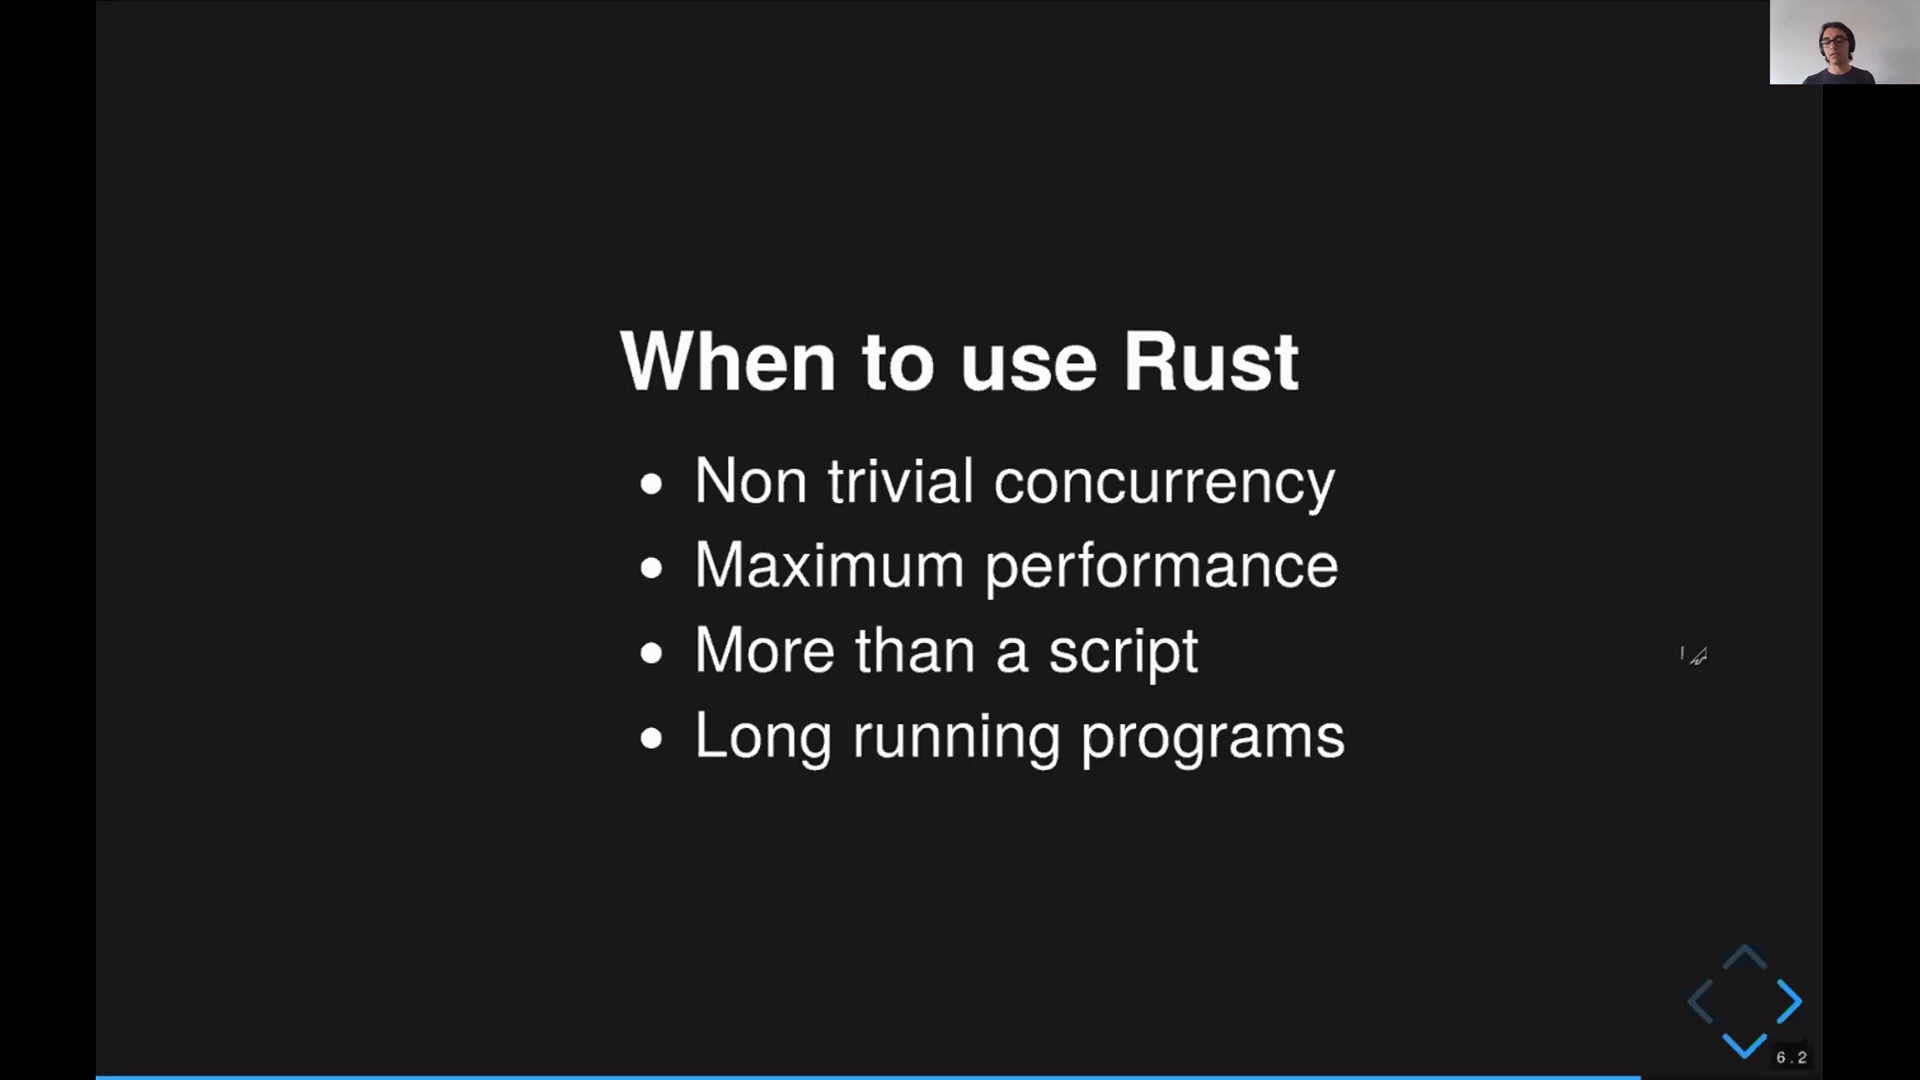 When to use Rust
Non trivial concurrency
Maximum performance
More than a script
Long running programs
6.2